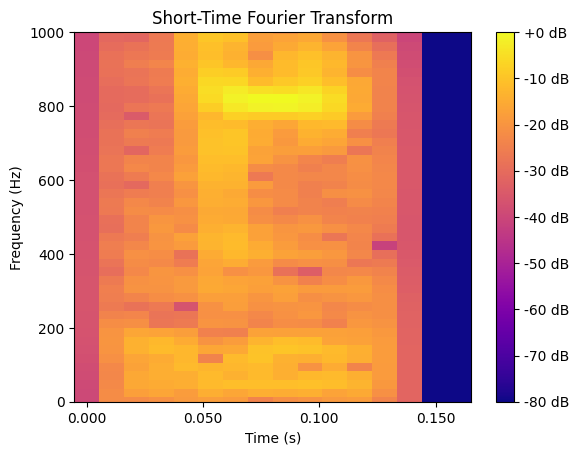 Short-Time Fourier Transform
Frequency (Hz)
1000
800
600
400
200
0
0.000
0.050
0.100
0.150
Time (s)
+0 dB
-10 dB
-20 dB
-30 dB
-40 dB
-50 dB
-60 dB
-70 dB
-80 dB